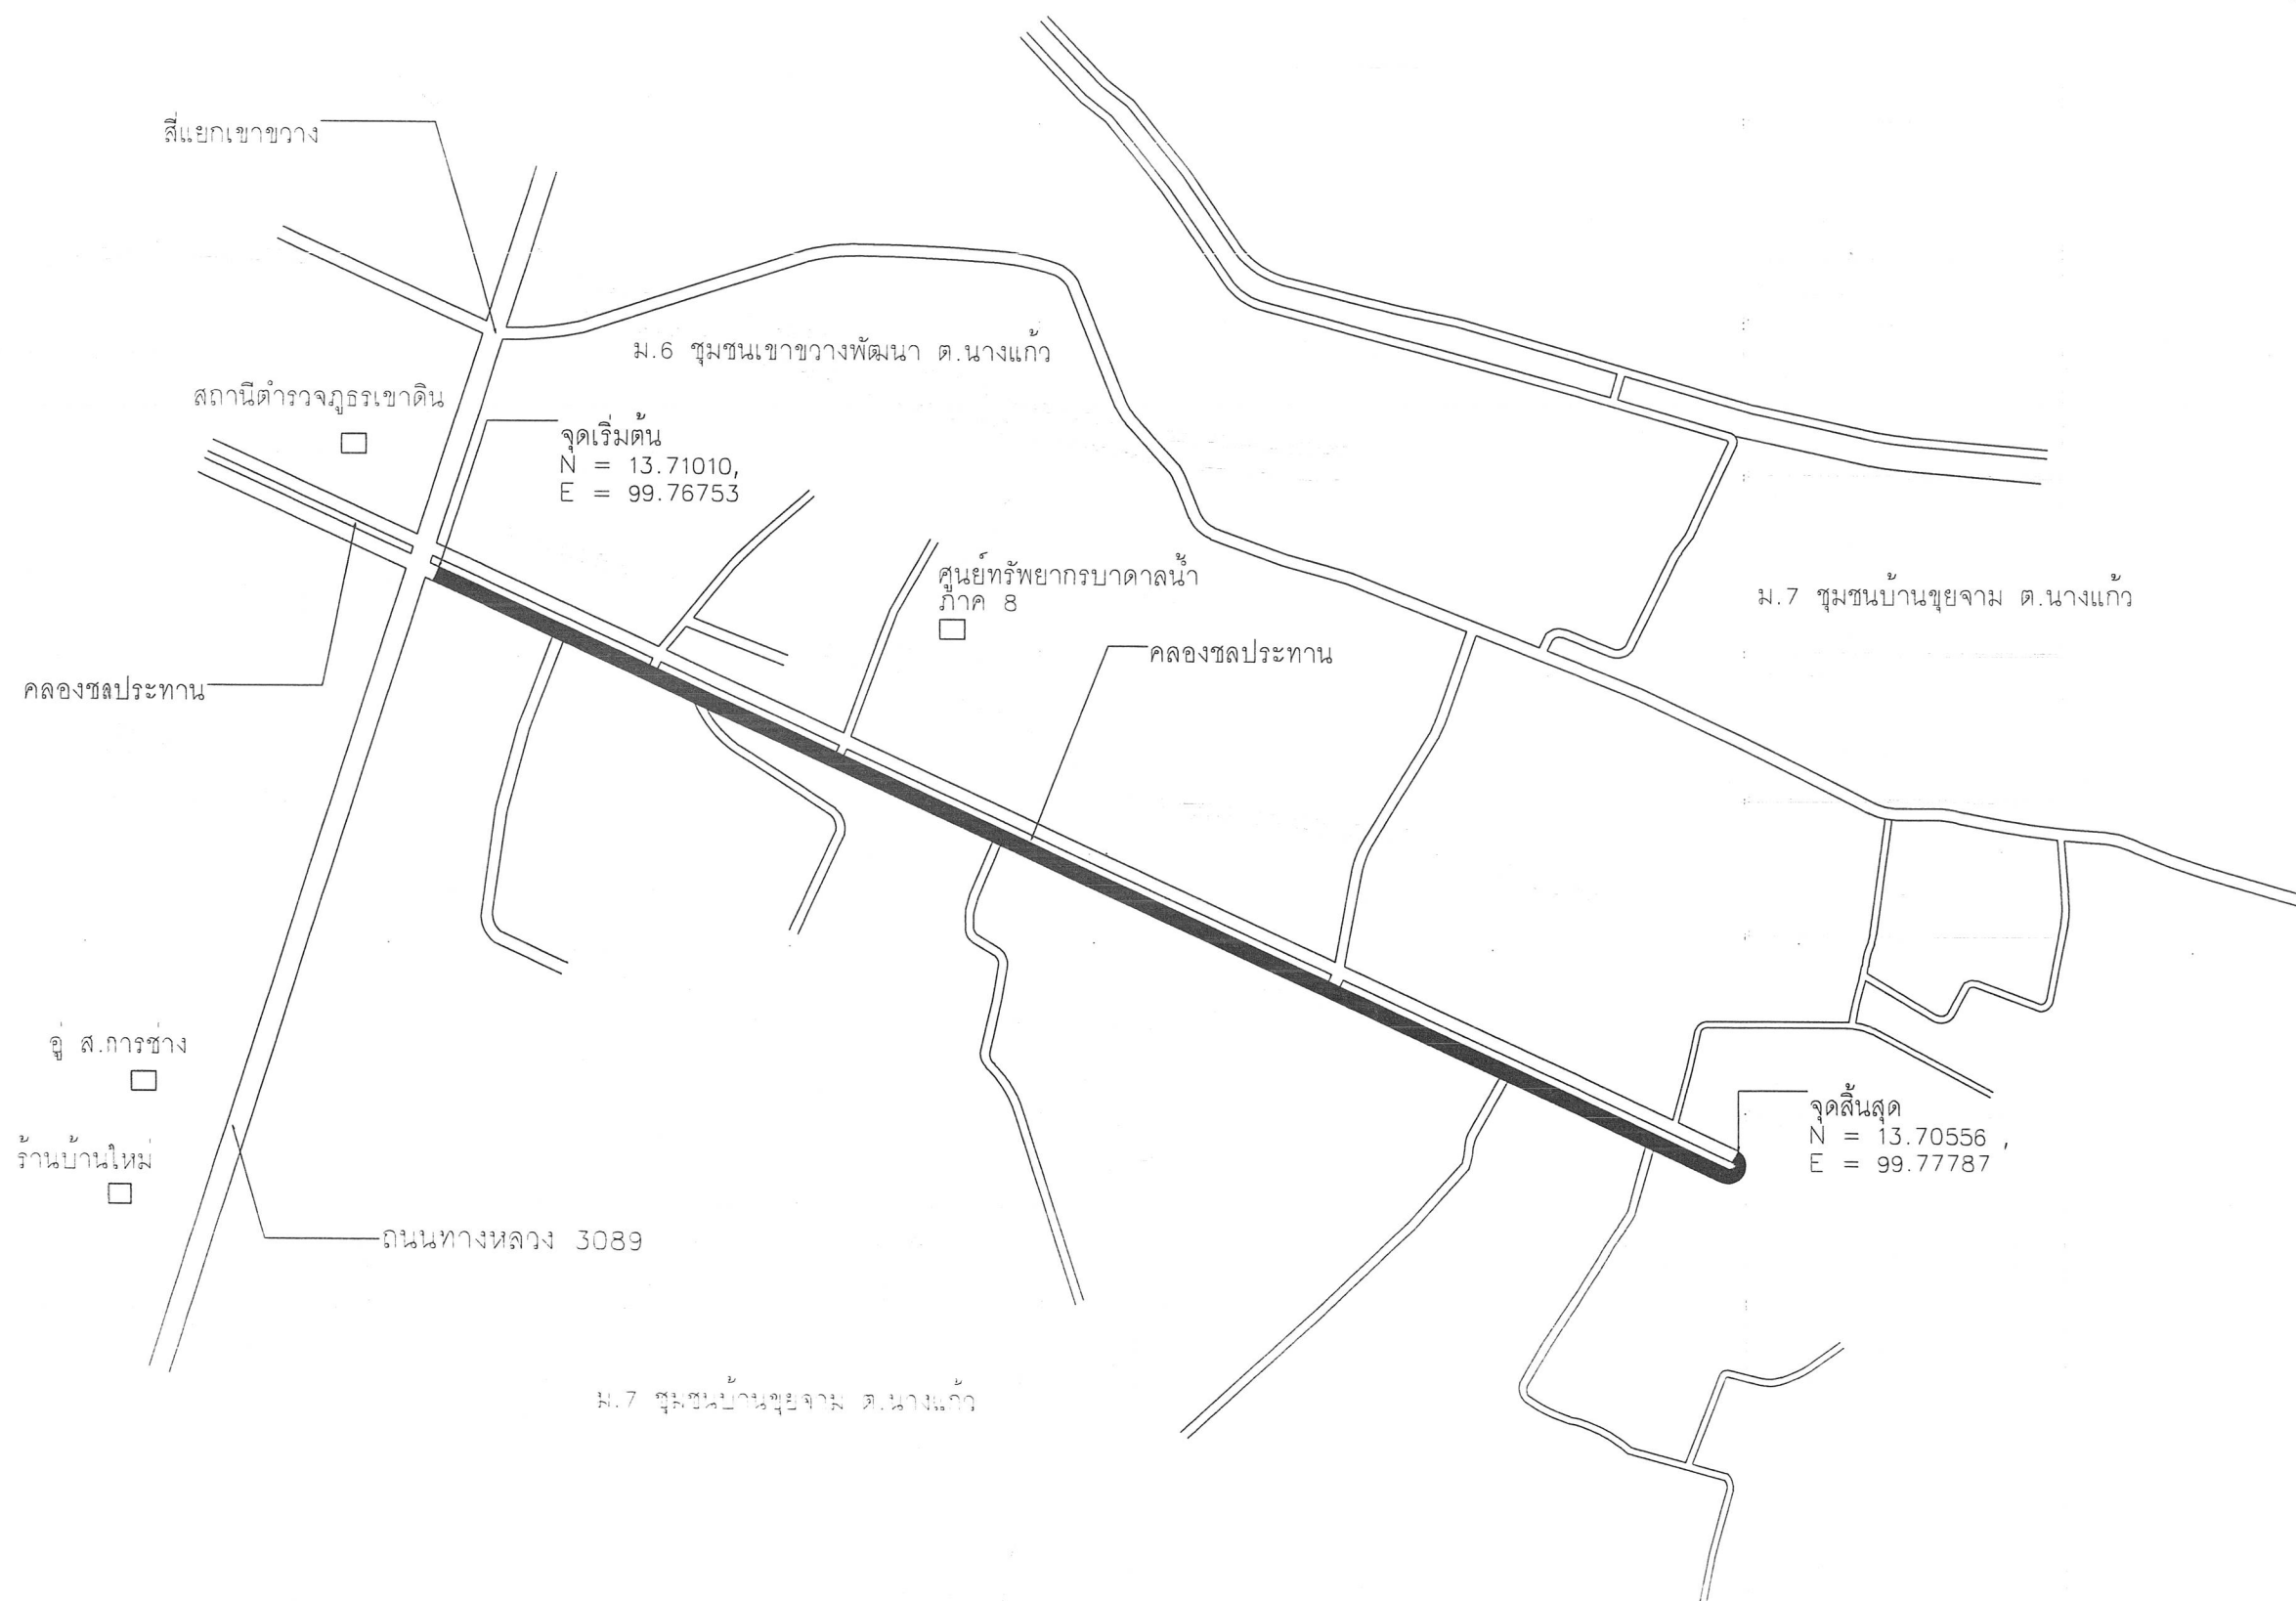 สี่แยกเขาขวาง
ม.6 ชุมชนเขาขวางพัฒนา ต.นางแก้ว
สถานีตำรวจภูธรเขาดิน
จุดเริ่มต้น
N = 13.71010,
E = 99.76753
ศูนย์ทรัพยากรบาดาลน้ำ
ภาค 8
ม.7 ชุมชนบ้านขุยจาม ต.นางแก้ว
คลองชลประทาน
คลองชลประทาน
อู่ ส.การช่าง
ร้านบ้านใหม่
จุดสิ้นสุด
N = 13.70556 ,
E = 99.77787
ถนนทางหลวง 3089
ม.7 ชุมชนบ้านขุยจาม ต.นางแก้ว